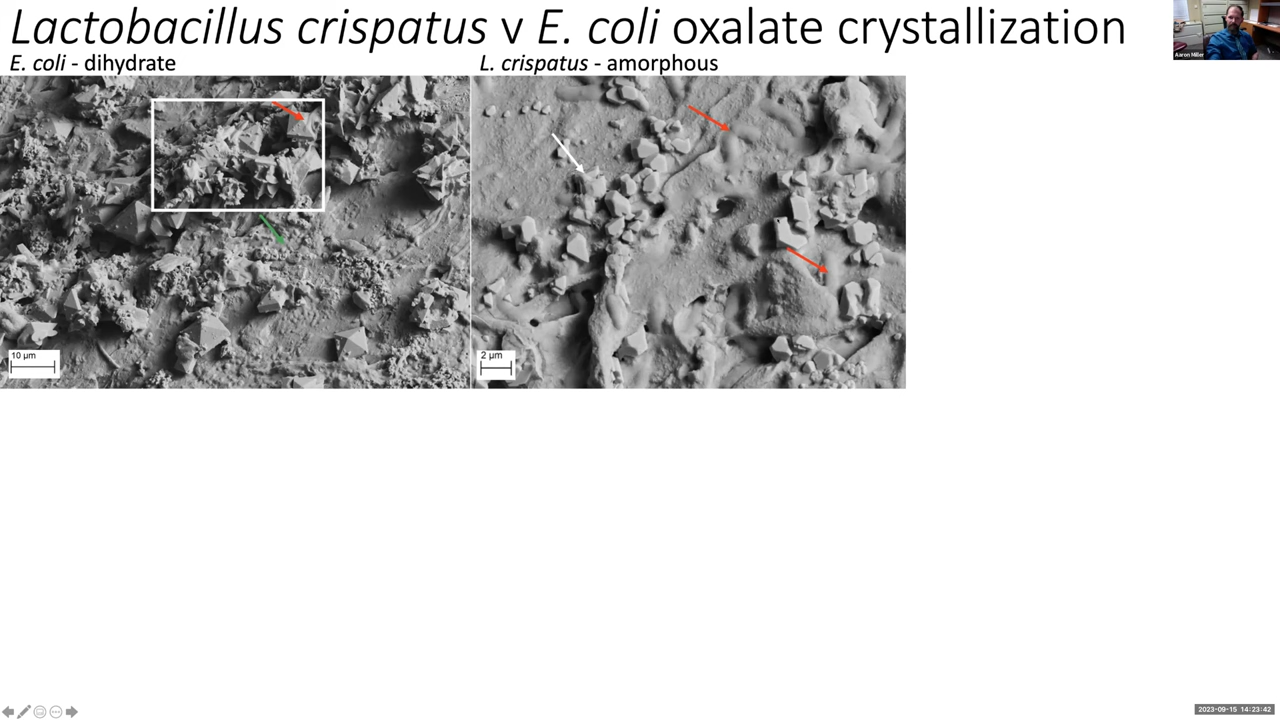 Lactobacillus crispatus v E. coli oxalate crystallization
E. coli - dihydrate
L. crispatus - amorphous
10 µm
2 µm
Aaron Miller
2023-09-15 14:23:42